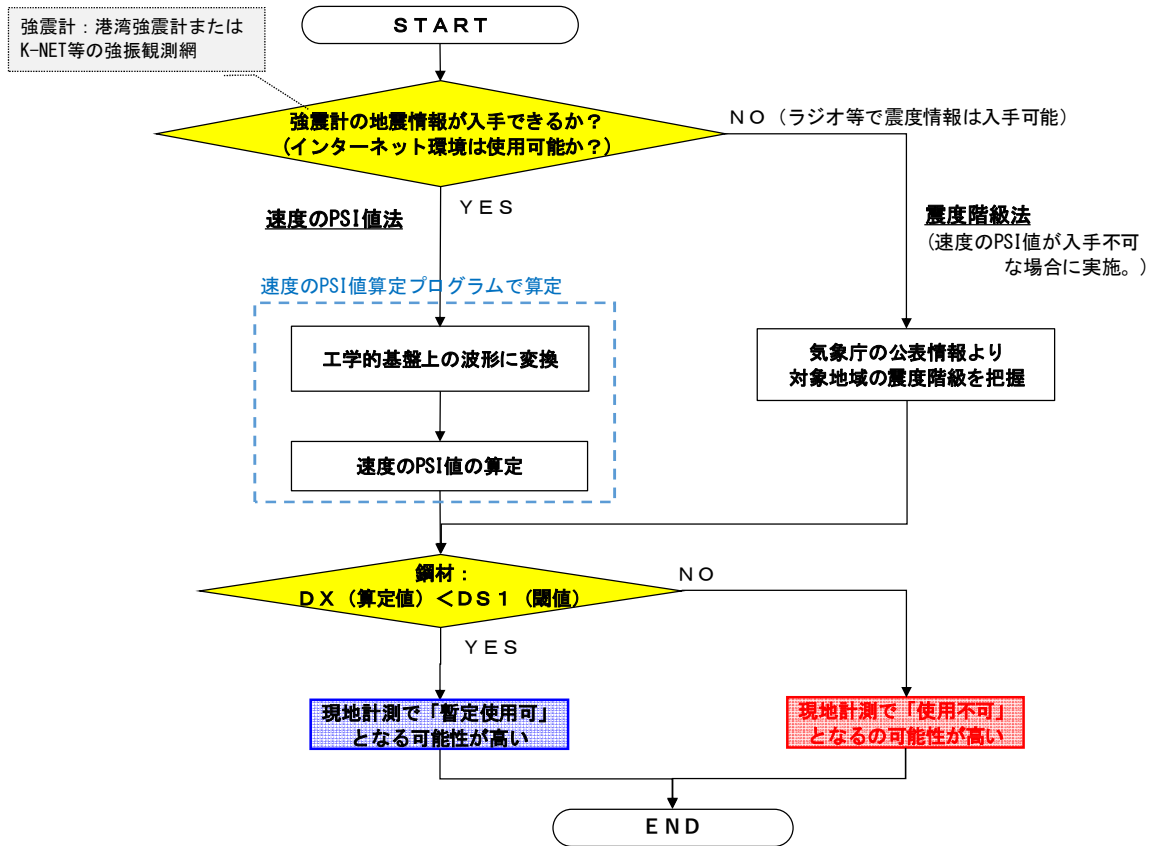 強震計：港湾強震計または
K-NET等の強振観測網
ＳＴＡＲＴ
強震計の地震情報が入手できるか？
(インターネット環境は使用可能か？)
ＮＯ（ラジオ等で震度情報は入手可能）
ＹＥＳ
速度のPSI値法
震度階級法
（速度のPSI値が入手不可
な場合に実施。）
速度のPSI値算定プログラムで算定
工学的基盤上の波形に変換
気象庁の公表情報より
対象地域の震度階級を把握
速度のPSI値の算定
鋼材：
ＤＸ（算定値）＜ＤＳ１（閾値）
ＮＯ
ＹＥＳ
現地計測で「暫定使用可」
となる可能性が高い
現地計測で「使用不可」
となるの可能性が高い
ＥＮＤ